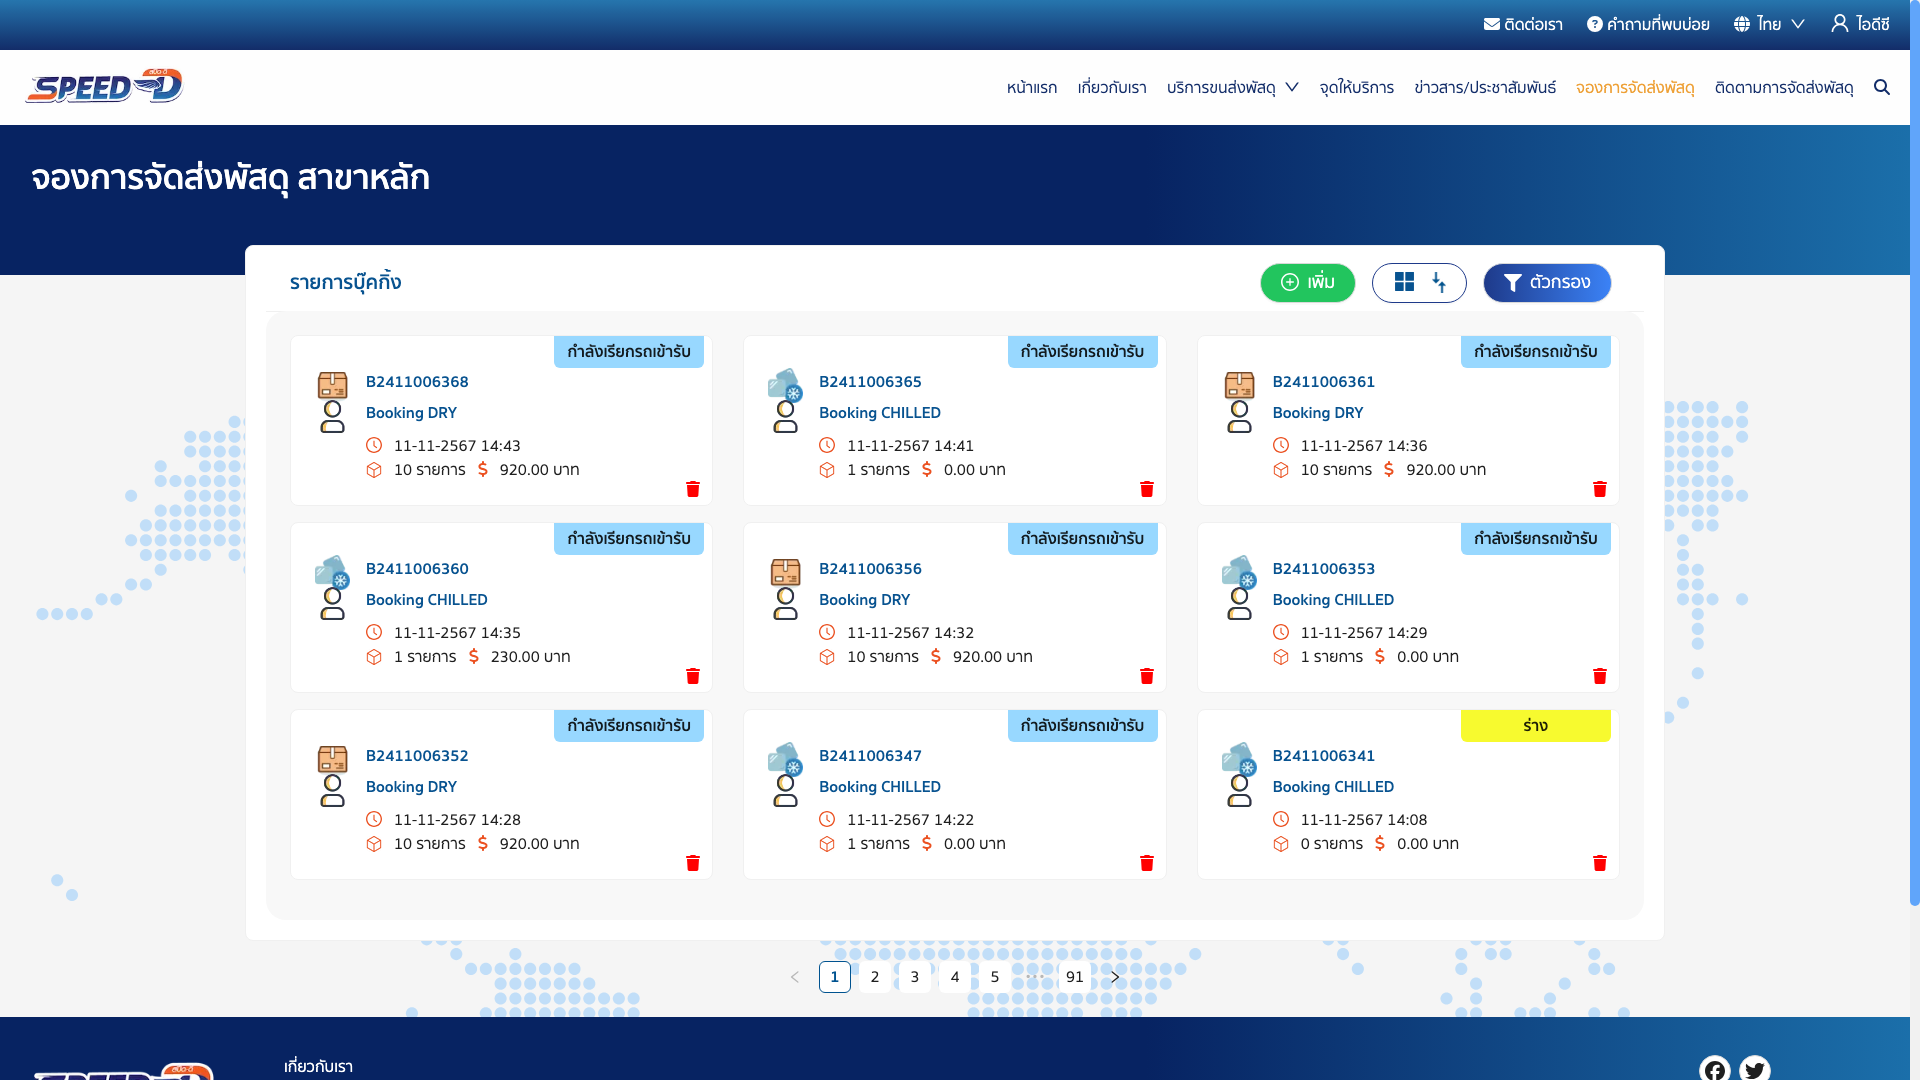 ติดต่อเรา คำถามที่พบบ่อย ไทย ไอดีซี
สปีด-ดี
SPEED-D
หน้าแรก เกี่ยวกับเรา บริการขนส่งพัสดุ จุดให้บริการ ข่าวสาร/ประชาสัมพันธ์ จองการจัดส่งพัสดุ ติดตามการจัดส่งพัสดุ
จองการจัดส่งพัสดุ สาขาหลัก
รายการบุ๊คกิ้ง
เพิ่ม ตัวกรอง
กำลังเรียกรถเข้ารับ
B2411006368
Booking DRY
11-11-2567 14:43
10 รายการ $ 920.00 บาท
กำลังเรียกรถเข้ารับ
B2411006365
Booking CHILLED
11-11-2567 14:41
1 รายการ $ 0.00 บาท
กำลังเรียกรถเข้ารับ
B2411006361
Booking DRY
11-11-2567 14:36
10 รายการ $ 920.00 บาท
กำลังเรียกรถเข้ารับ
B2411006360
Booking CHILLED
11-11-2567 14:35
1 รายการ $ 230.00 บาท
กำลังเรียกรถเข้ารับ
B2411006356
Booking DRY
11-11-2567 14:32
10 รายการ $ 920.00 บาท
กำลังเรียกรถเข้ารับ
B2411006353
Booking CHILLED
11-11-2567 14:29
1 รายการ $ 0.00 บาท
กำลังเรียกรถเข้ารับ
B2411006352
Booking DRY
11-11-2567 14:28
10 รายการ $ 920.00 บาท
กำลังเรียกรถเข้ารับ
B2411006347
Booking CHILLED
11-11-2567 14:22
1 รายการ $ 0.00 บาท
ร่าง
B2411006341
Booking CHILLED
11-11-2567 14:08
0 รายการ $ 0.00 บาท
1 2 3 4 5 ••• 91
สปีด-ดี
SPEED-D
เกี่ยวกับเรา